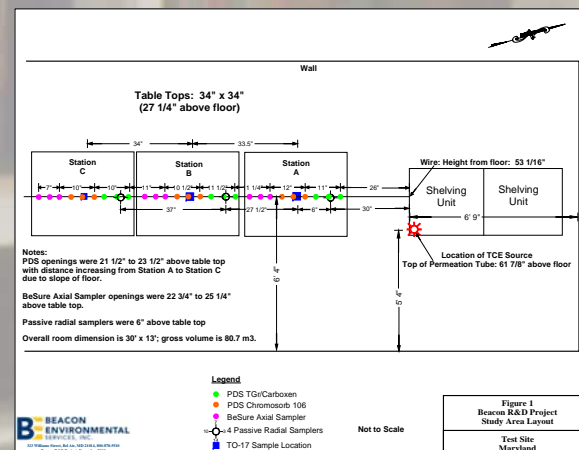 Wall
Table Tops: 34" x 34"
(27 1/4" above floor)
34"
33.5"
Station
C
Station
B
Station
A
Wire: Height from floor: 53 1/16"
7"
10"
10"
11"
11 1/2"
12"
11"
26"
Shelving
Unit
Shelving
Unit
37"
27 1/2"
6"
30"
6' 9"
Location of TCE Source
Top of Permeation Tube: 61 7/8" above floor
6' 4"
5' 4"
Notes:
PDS openings were 21 1/2" to 23 1/2" above table top
with distance increasing from Station A to Station C
due to slope of floor.
BeSure Axial Sampler openings were 22 3/4" to 25 1/4"
above table top.
Passive radial samplers were 6" above table top
Overall room dimension is 30' x 13'; gross volume is 80.7 m3.
Legend
PDS TGr/Carboxen
PDS Chromosorb 106
BeSure Axial Sampler
4 Passive Radial Samplers
TO-17 Sample Location
Not to Scale
BEACON
ENVIRONMENTAL
SERVICES, INC.
Figure 1
Beacon R&D Project
Study Area Layout
Test Site
Maryland